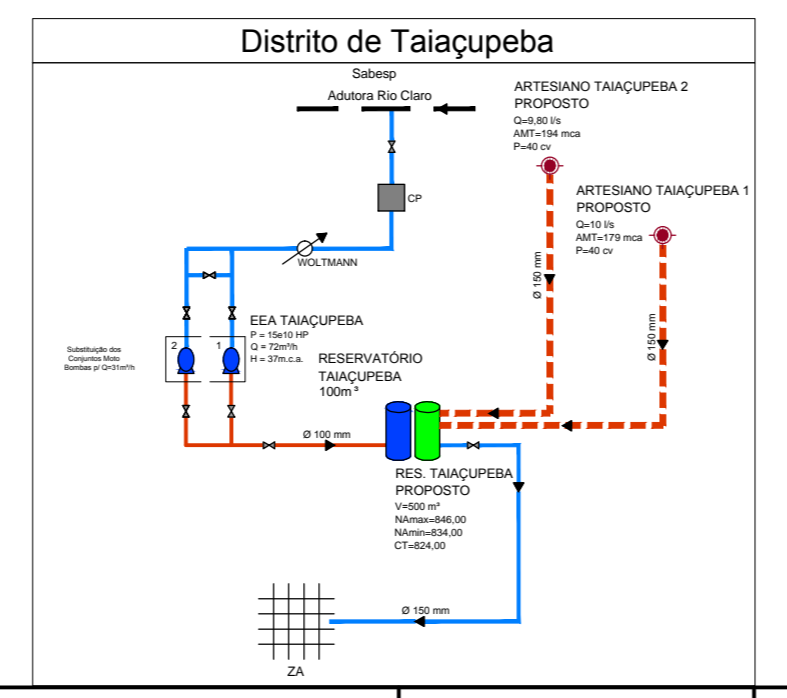 Distrito de Taiaçupeba
Sabesp
Adutora Rio Claro
ARTESIANO TAIAÇUPEBA 2
PROPOSTO
Q=9,80 l/s
AMT=194 mca
P=40 cv
ARTESIANO TAIAÇUPEBA 1
PROPOSTO
Q=10 l/s
AMT=179 mca
P=40 cv
CP
WOLTMANN
Ø 150 mm
Ø 150 mm
EEA TAIAÇUPEBA
P = 15e10 HP
Q = 72m³/h
H = 37m.c.a.
2
1
Substituição dos
Conjuntos Moto
Bombas p/ Q=31m³/h
RESERVATÓRIO
TAIAÇUPEBA
100m³
Ø 100 mm
RES. TAIAÇUPEBA
PROPOSTO
V=500 m³
NAmax=846,00
NAmin=834,00
CT=824,00
Ø 150 mm
ZA